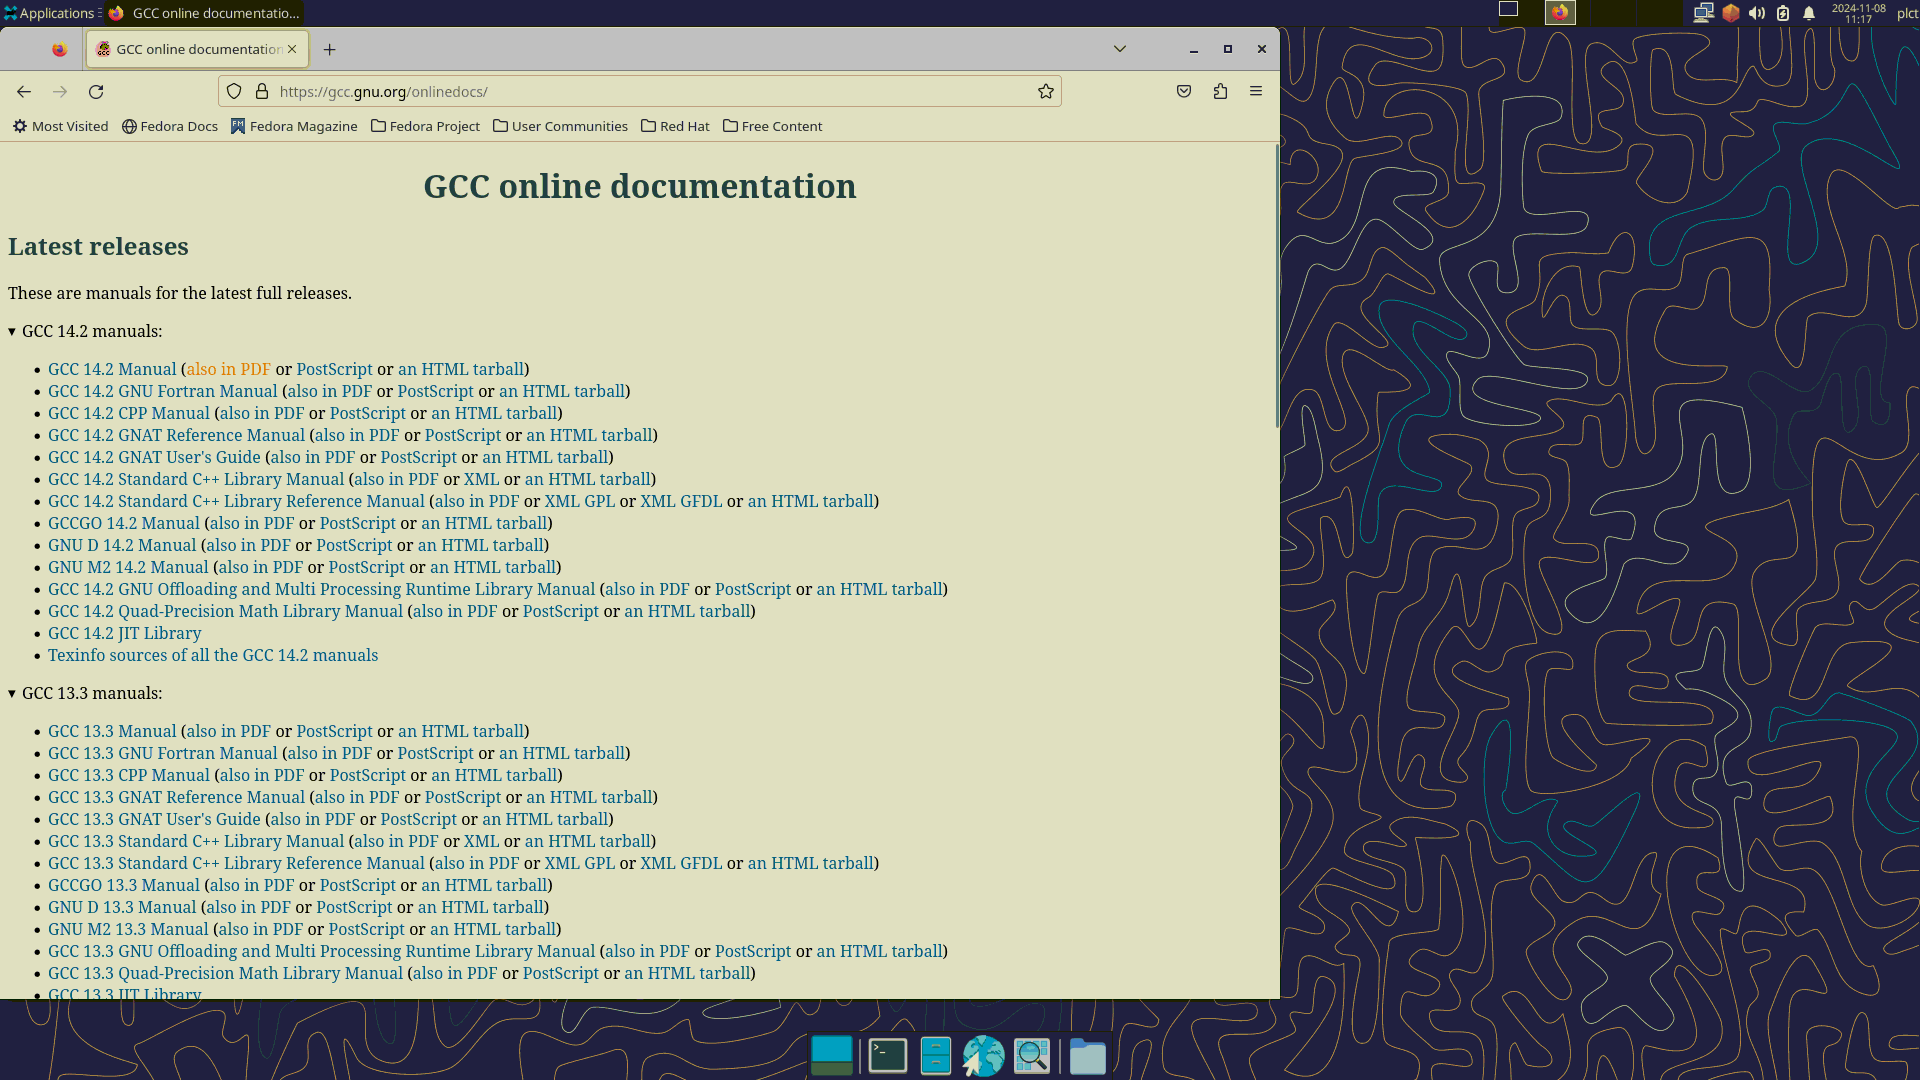 Applications
GCC online documentatio...
2024-11-08
11:17
plct
GCC online documentation
https://gcc.gnu.org/onlinedocs/
Most Visited
Fedora Docs
Fedora Magazine
Fedora Project
User Communities
Red Hat
Free Content
GCC online documentation
Latest releases
These are manuals for the latest full releases.
▾ GCC 14.2 manuals:
• GCC 14.2 Manual (also in PDF or PostScript or an HTML tarball)
• GCC 14.2 GNU Fortran Manual (also in PDF or PostScript or an HTML tarball)
• GCC 14.2 CPP Manual (also in PDF or PostScript or an HTML tarball)
• GCC 14.2 GNAT Reference Manual (also in PDF or PostScript or an HTML tarball)
• GCC 14.2 GNAT User's Guide (also in PDF or PostScript or an HTML tarball)
• GCC 14.2 Standard C++ Library Manual (also in PDF or XML or an HTML tarball)
• GCC 14.2 Standard C++ Library Reference Manual (also in PDF or XML GPL or XML GFDL or an HTML tarball)
• GCCGO 14.2 Manual (also in PDF or PostScript or an HTML tarball)
• GNU D 14.2 Manual (also in PDF or PostScript or an HTML tarball)
• GNU M2 14.2 Manual (also in PDF or PostScript or an HTML tarball)
• GCC 14.2 GNU Offloading and Multi Processing Runtime Library Manual (also in PDF or PostScript or an HTML tarball)
• GCC 14.2 Quad-Precision Math Library Manual (also in PDF or PostScript or an HTML tarball)
• GCC 14.2 JIT Library
• Texinfo sources of all the GCC 14.2 manuals
▾ GCC 13.3 manuals:
• GCC 13.3 Manual (also in PDF or PostScript or an HTML tarball)
• GCC 13.3 GNU Fortran Manual (also in PDF or PostScript or an HTML tarball)
• GCC 13.3 CPP Manual (also in PDF or PostScript or an HTML tarball)
• GCC 13.3 GNAT Reference Manual (also in PDF or PostScript or an HTML tarball)
• GCC 13.3 GNAT User's Guide (also in PDF or PostScript or an HTML tarball)
• GCC 13.3 Standard C++ Library Manual (also in PDF or XML or an HTML tarball)
• GCC 13.3 Standard C++ Library Reference Manual (also in PDF or XML GPL or XML GFDL or an HTML tarball)
• GCCGO 13.3 Manual (also in PDF or PostScript or an HTML tarball)
• GNU D 13.3 Manual (also in PDF or PostScript or an HTML tarball)
• GNU M2 13.3 Manual (also in PDF or PostScript or an HTML tarball)
• GCC 13.3 GNU Offloading and Multi Processing Runtime Library Manual (also in PDF or PostScript or an HTML tarball)
• GCC 13.3 Quad-Precision Math Library Manual (also in PDF or PostScript or an HTML tarball)
• GCC 13.3 JIT Library